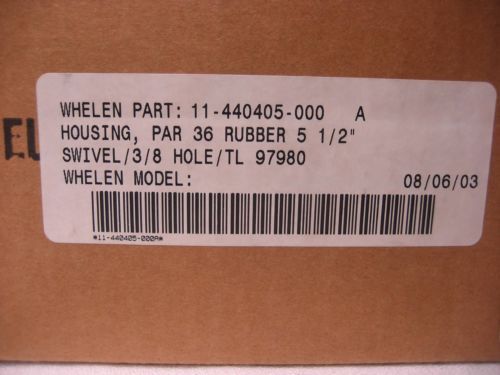 WHELEN PART: 11-440405-000 A
HOUSING, PAR 36 RUBBER 5 1/2"
SWIVEL/3/8 HOLE/TL 97980
WHELEN MODEL: 08/06/03
*11-440405-000A*